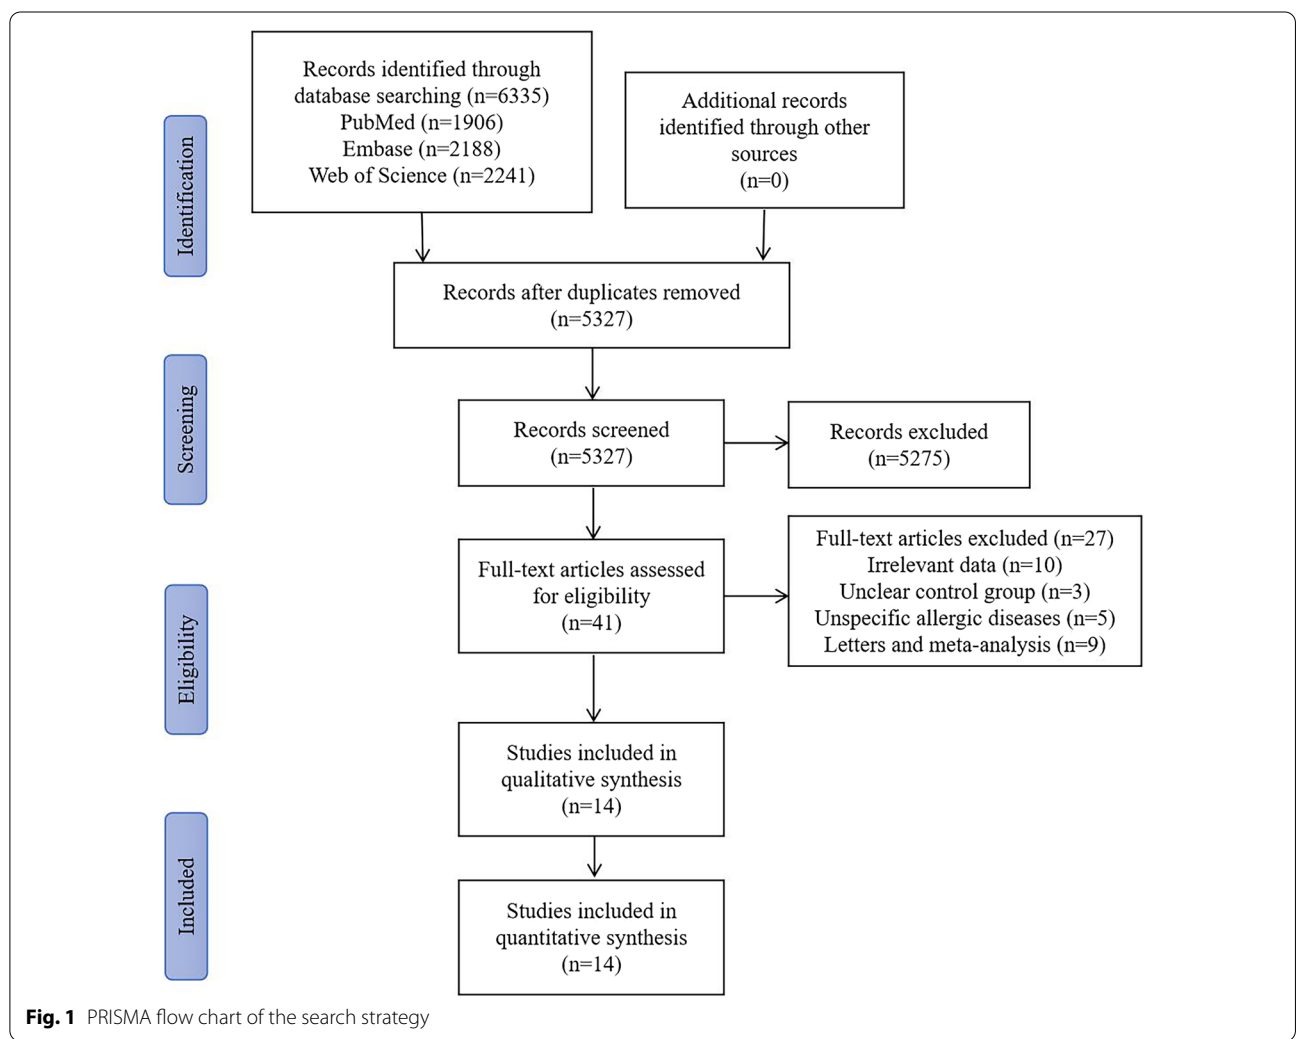 Records identified through
database searching (n=6335)
PubMed (n=1906)
Embase (n=2188)
Web of Science (n=2241)
Additional records
identified through other
sources
(n=0)
Identification
Records after duplicates removed
(n=5327)
Screening
Records screened
(n=5327)
Records excluded
(n=5275)
Eligibility
Full-text articles assessed
for eligibility
(n=41)
Full-text articles excluded (n=27)
Irrelevant data (n=10)
Unclear control group (n=3)
Unspecific allergic diseases (n=5)
Letters and meta-analysis (n=9)
Studies included in
qualitative synthesis
(n=14)
Included
Studies included in
quantitative synthesis
(n=14)
Fig. 1 PRISMA flow chart of the search strategy